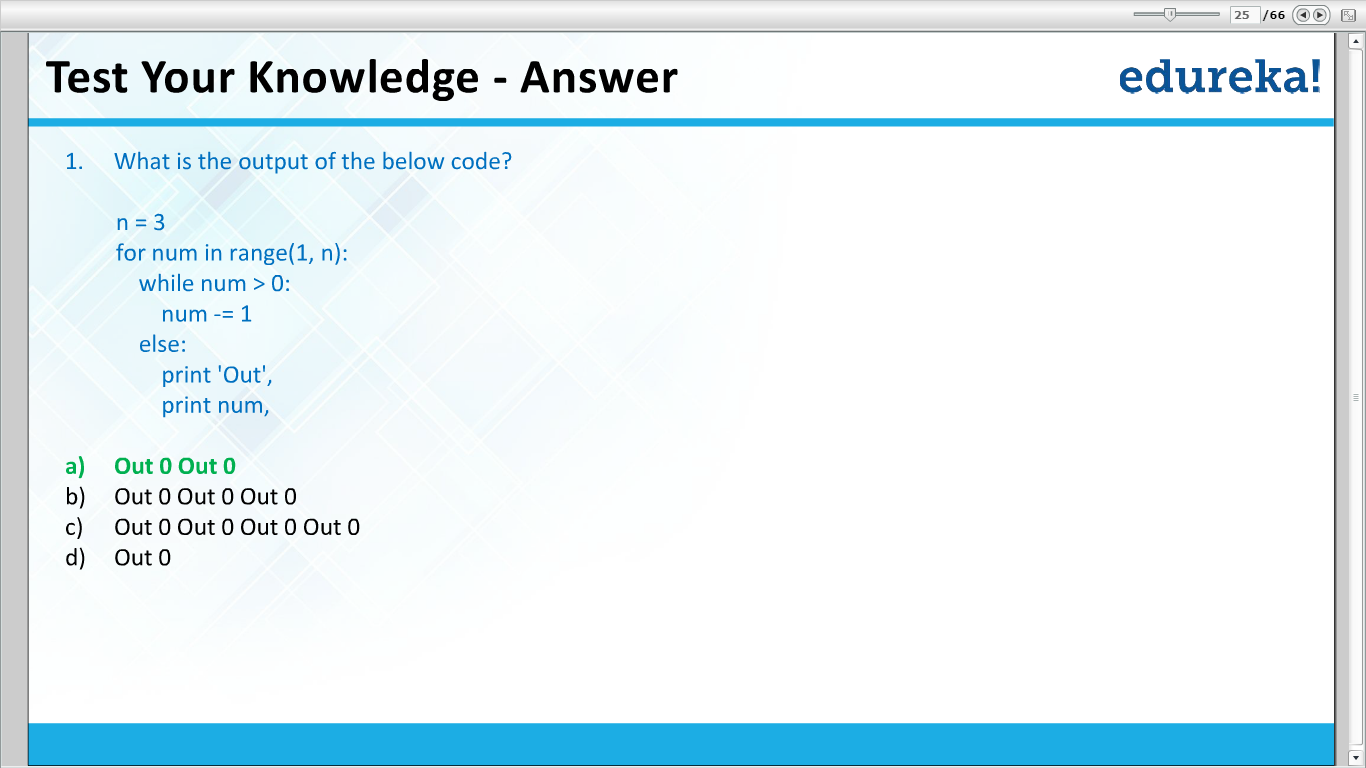 25 /66
Test Your Knowledge - Answer
edureka!
1. What is the output of the below code?
n = 3
for num in range(1, n):
while num > 0:
num -= 1
else:
print 'Out',
print num,
a) Out 0 Out 0
b) Out 0 Out 0 Out 0
c) Out 0 Out 0 Out 0 Out 0
d) Out 0